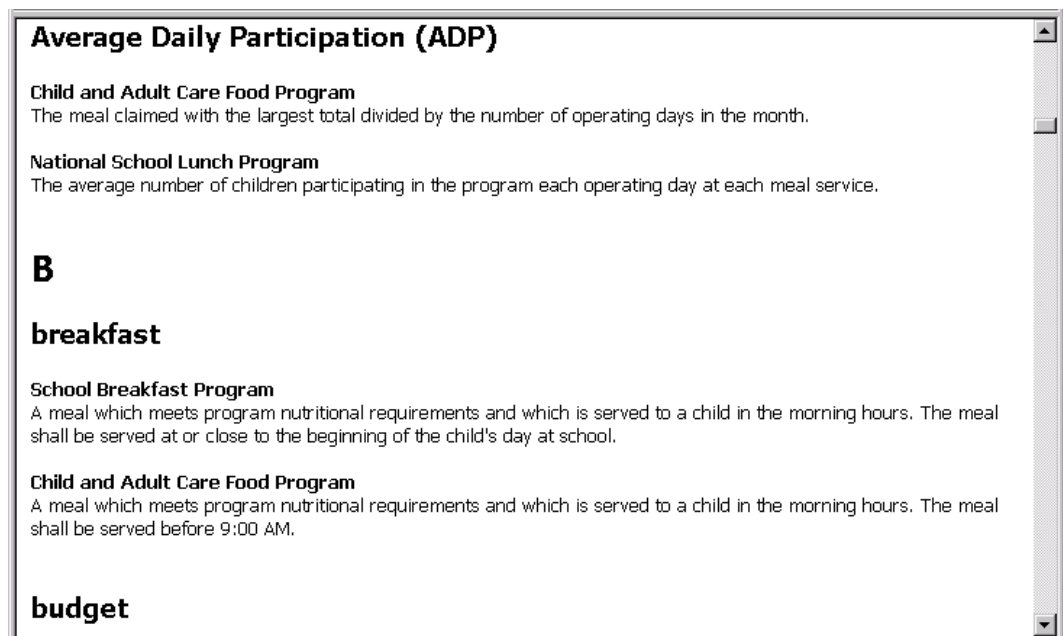 Average Daily Participation (ADP)
Child and Adult Care Food Program
The meal claimed with the largest total divided by the number of operating days in the month.
National School Lunch Program
The average number of children participating in the program each operating day at each meal service.
B
breakfast
School Breakfast Program
A meal which meets program nutritional requirements and which is served to a child in the morning hours. The meal
shall be served at or close to the beginning of the child's day at school.
Child and Adult Care Food Program
A meal which meets program nutritional requirements and which is served to a child in the morning hours. The meal
shall be served before 9:00 AM.
budget